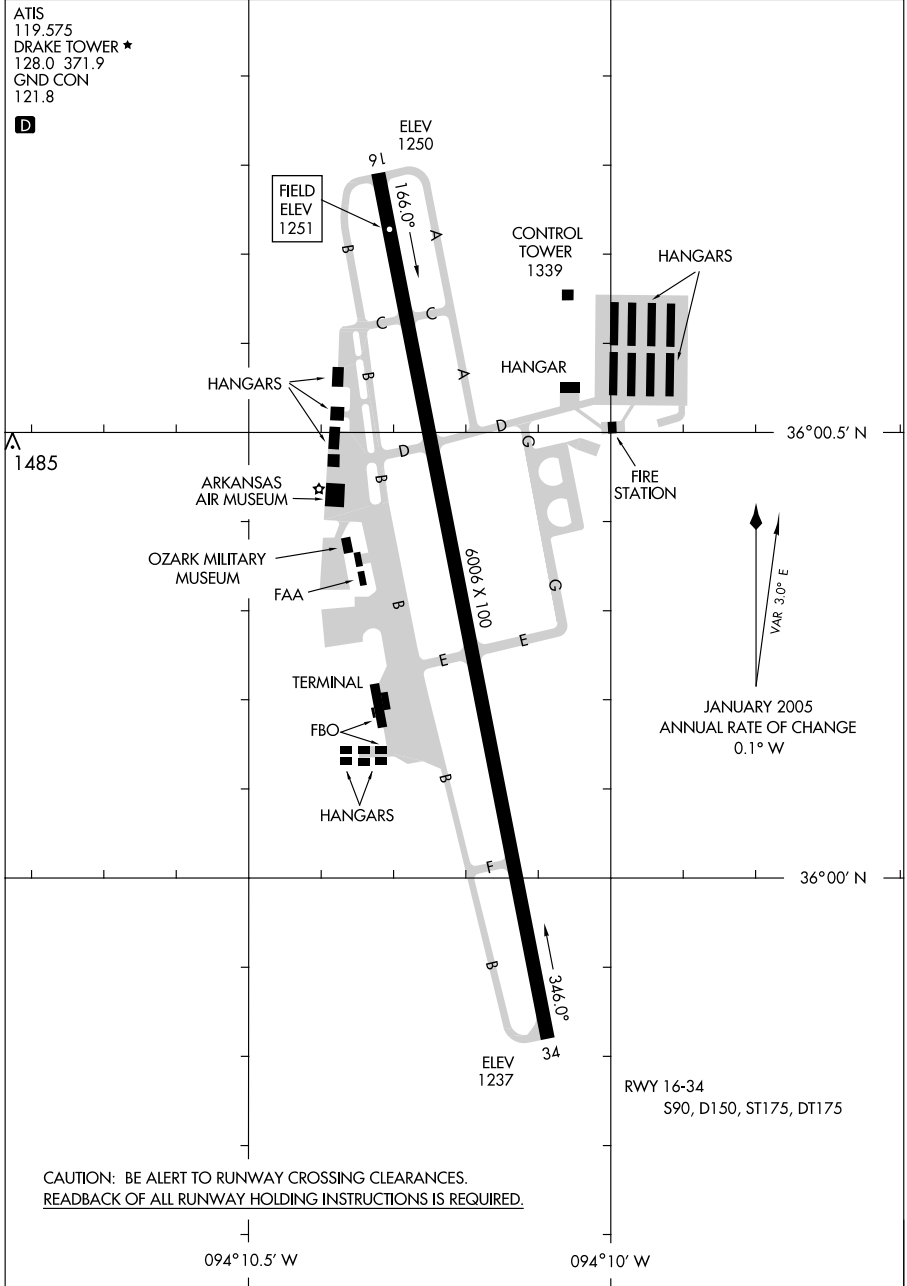 ATIS
119.575
DRAKE TOWER ★
128.0 371.9
GND CON
121.8
D
ELEV
1250
16
FIELD
ELEV
1251
166.0°
A
B
CONTROL
TOWER
1339
HANGARS
C
C
HANGAR
HANGARS
B
A
D
D
G
36°00.5' N
1485
ARKANSAS
AIR MUSEUM
B
FIRE
STATION
OZARK MILITARY
MUSEUM
FAA
6006 X 100
B
G
VAR 3.0° E
E
E
TERMINAL
FBO
JANUARY 2005
ANNUAL RATE OF CHANGE
0.1° W
B
HANGARS
F
36°00' N
B
346.0°
34
ELEV
1237
RWY 16-34
S90, D150, ST175, DT175
CAUTION: BE ALERT TO RUNWAY CROSSING CLEARANCES.
READBACK OF ALL RUNWAY HOLDING INSTRUCTIONS IS REQUIRED.
094°10.5' W
094°10' W